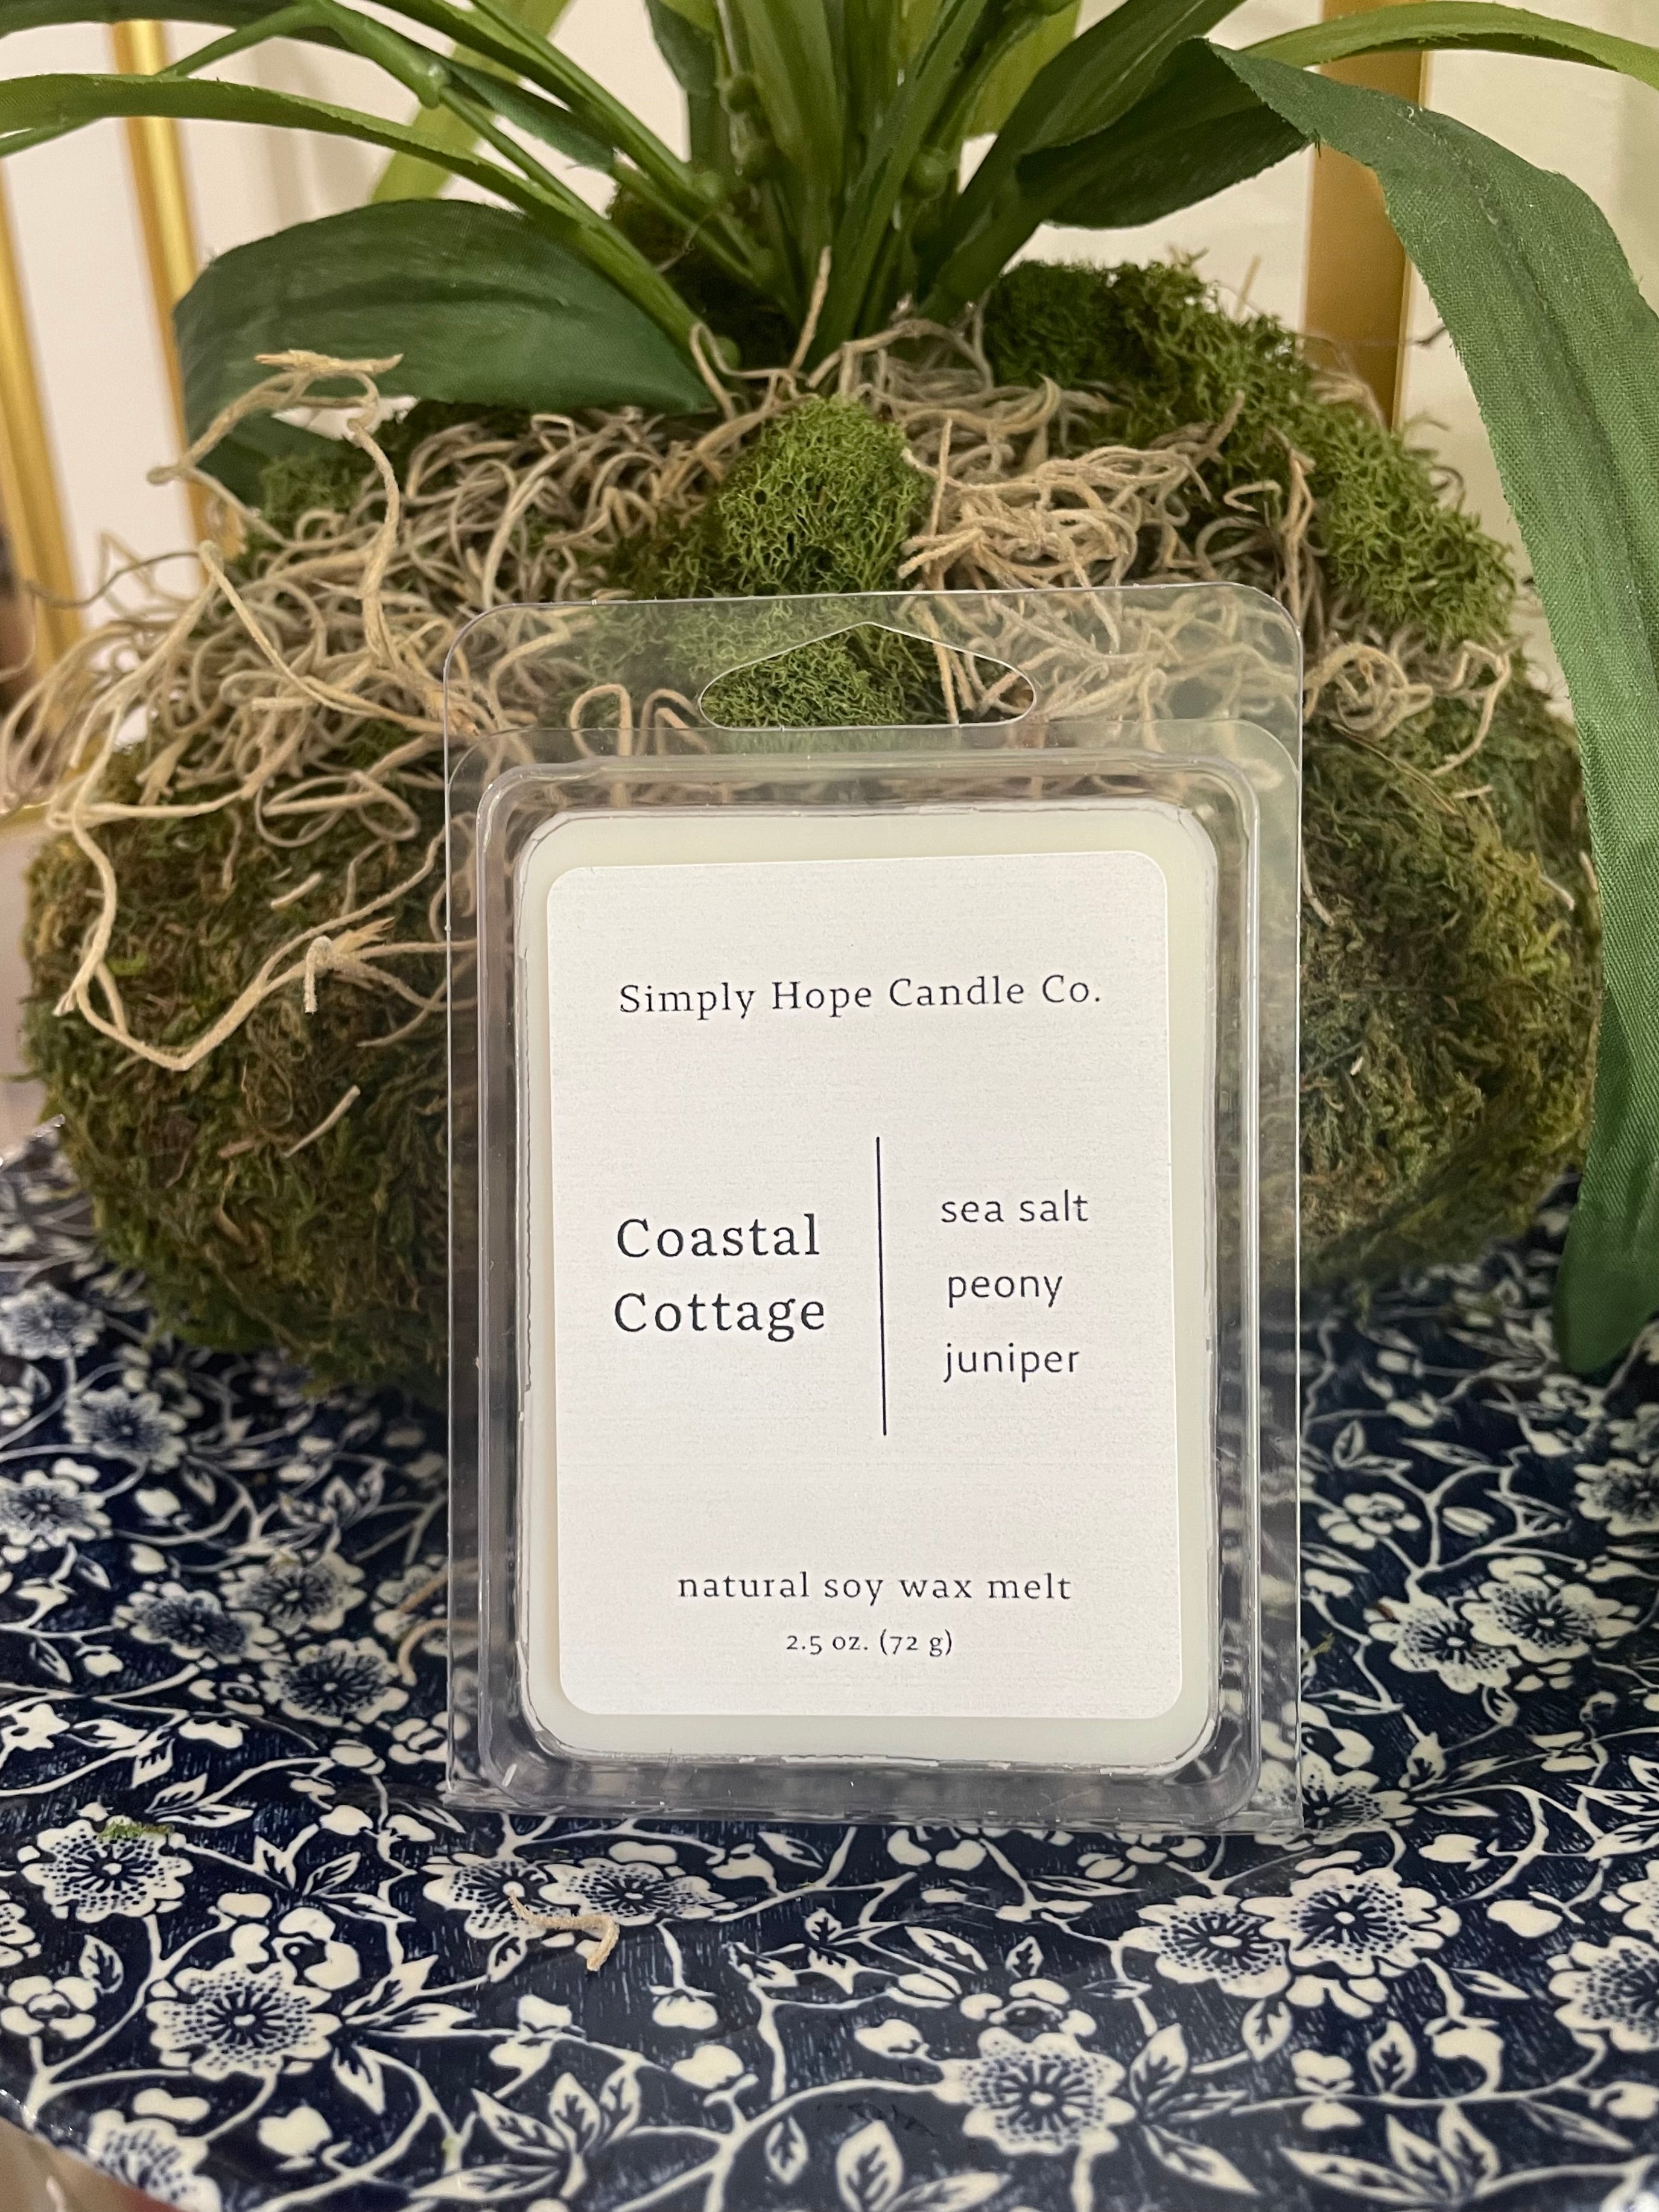 Simply Hope Candle Co.
Coastal
Cottage
sea salt
peony
juniper
natural soy wax melt
2.5 oz. (72 g)